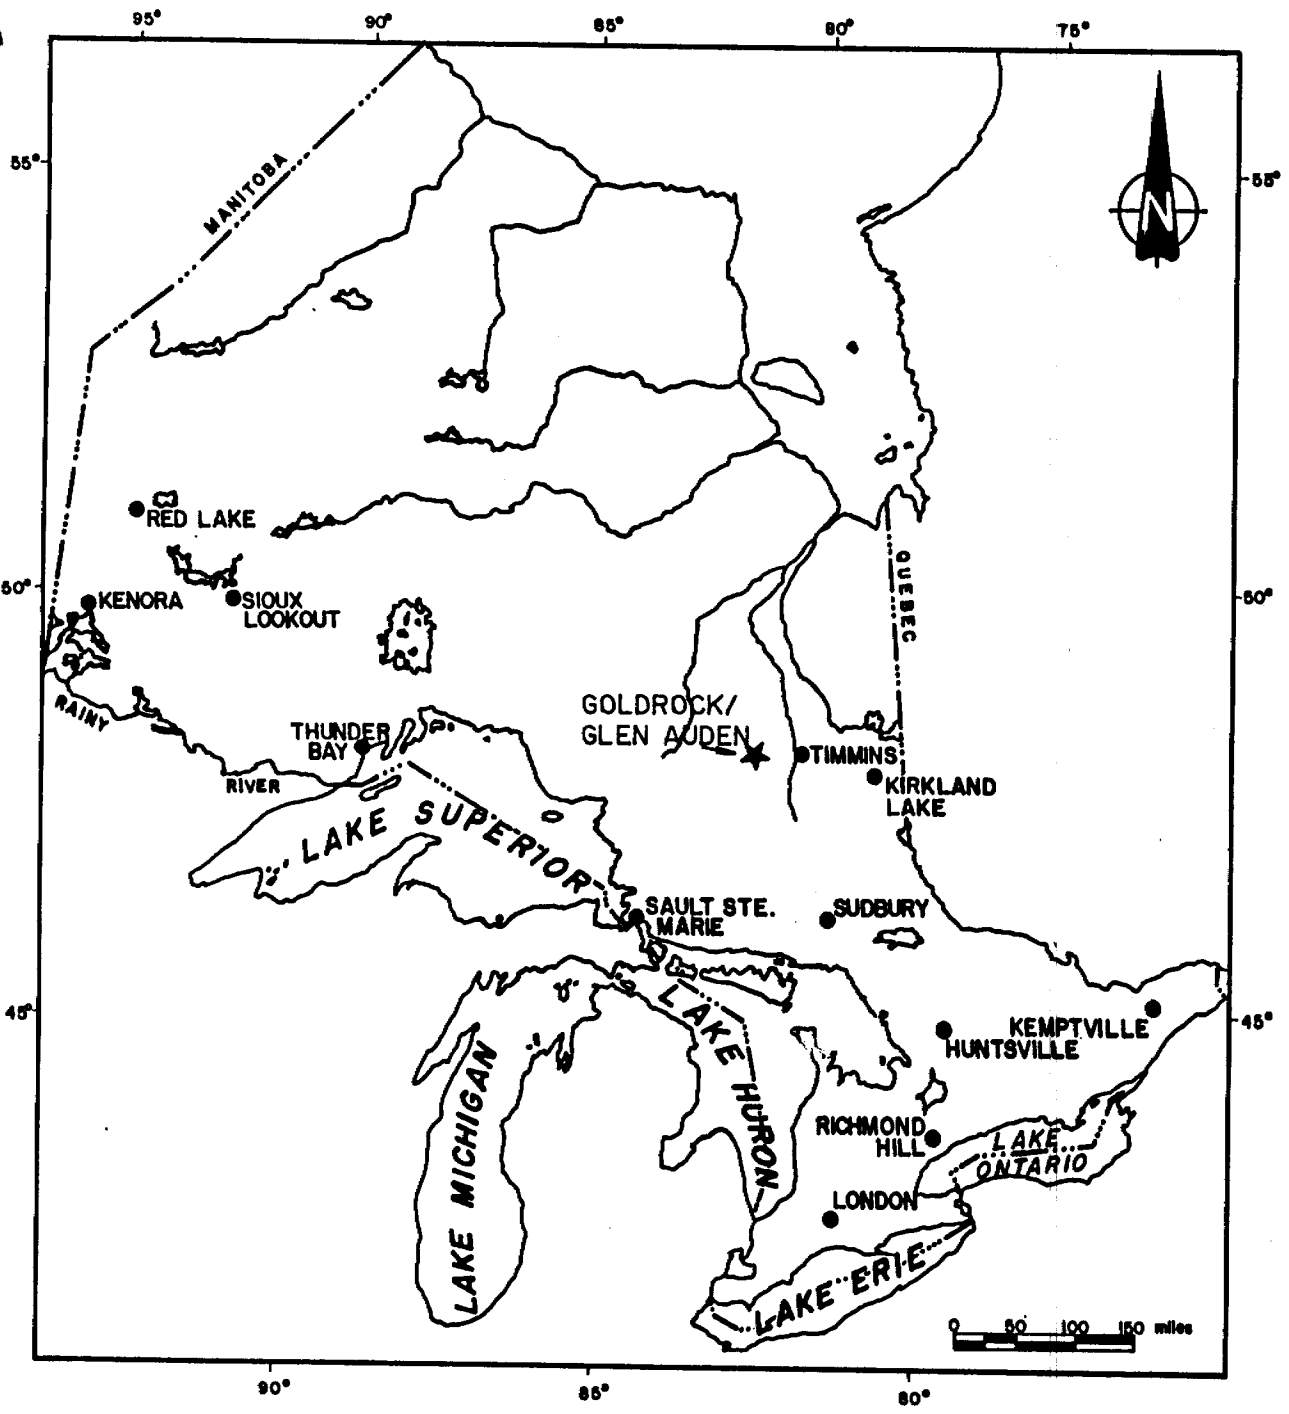 95°
90°
85°
80°
75°
55°
55°
MANITOBA
N
RED LAKE
QUEBEC
50°
50°
KENORA
SIOUX
LOOKOUT
RAINY
RIVER
THUNDER
BAY
GOLDROCK/
GLEN AUDEN
TIMMINS
KIRKLAND
LAKE
LAKE SUPERIOR
SAULT STE.
MARIE
SUDBURY
45°
45°
KEMPTVILLE
HUNTSVILLE
LAKE HURON
LAKE MICHIGAN
RICHMOND
HILL
LAKE
ONTARIO
LONDON
LAKE ERIE
0 50 100 150 miles
90°
85°
80°